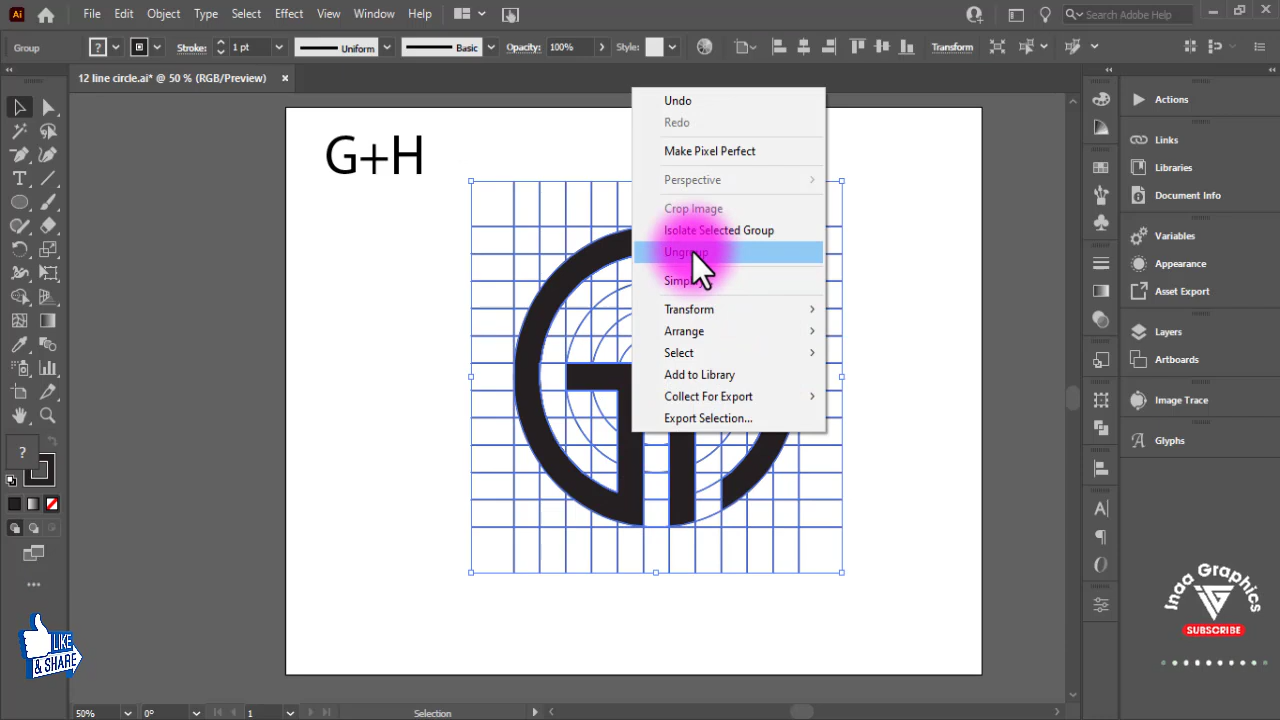 Ai File Edit Object Type Select Effect View Window Help Search Adobe Help
Group ? Stroke: 1 pt Uniform Basic Opacity: 100% Style: Transform
12 line circle.ai* @ 50 % (RGB/Preview) ×
G+H
Undo
Redo
Make Pixel Perfect
Perspective
Crop Image
Isolate Selected Group
Ungroup
Simplify...
Transform
Arrange
Select
Add to Library
Collect For Export
Export Selection...
Actions
Links
Libraries
Document Info
Variables
Appearance
Asset Export
Layers
Artboards
Image Trace
Glyphs
?
LIKE
& SHARE
Inaa Graphics
SUBSCRIBE
50% 0° 1 Selection